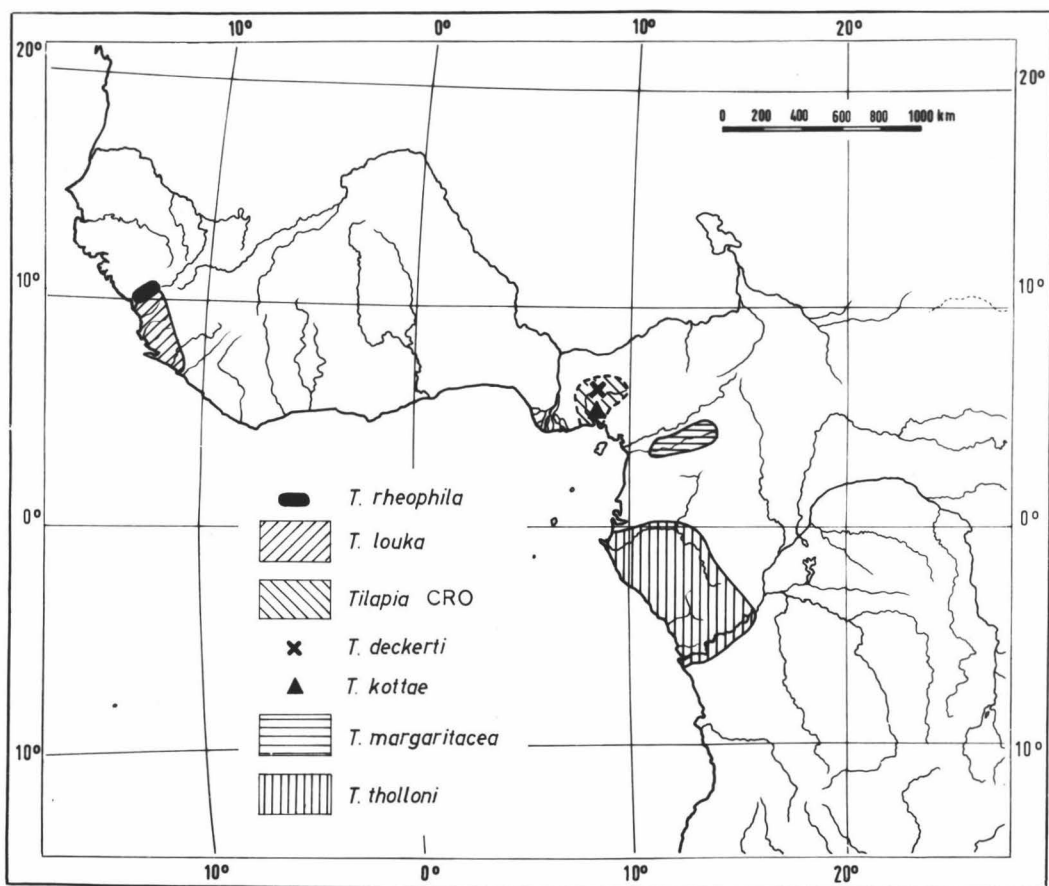 10° 0° 10° 20°
20° 20°
0 200 400 600 800 1000 km
10° 10°
T. rheophila
0° 0°
T. louka
Tilapia CRO
T. deckerti
T. kottae
T. margaritacea
10° 10°
T. tholloni
10° 0° 10° 20°